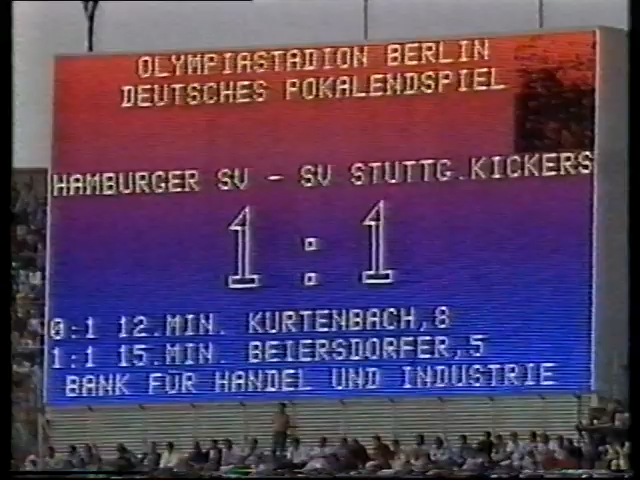 OLYMPIASTADION BERLIN
DEUTSCHES POKALENDSPIEL
HAMBURGER SV - SV STUTTG.KICKERS
1 : 1
0:1 12.MIN. KURTENBACH,8
1:1 15.MIN. BEIERSDORFER,5
BANK FÜR HANDEL UND INDUSTRIE